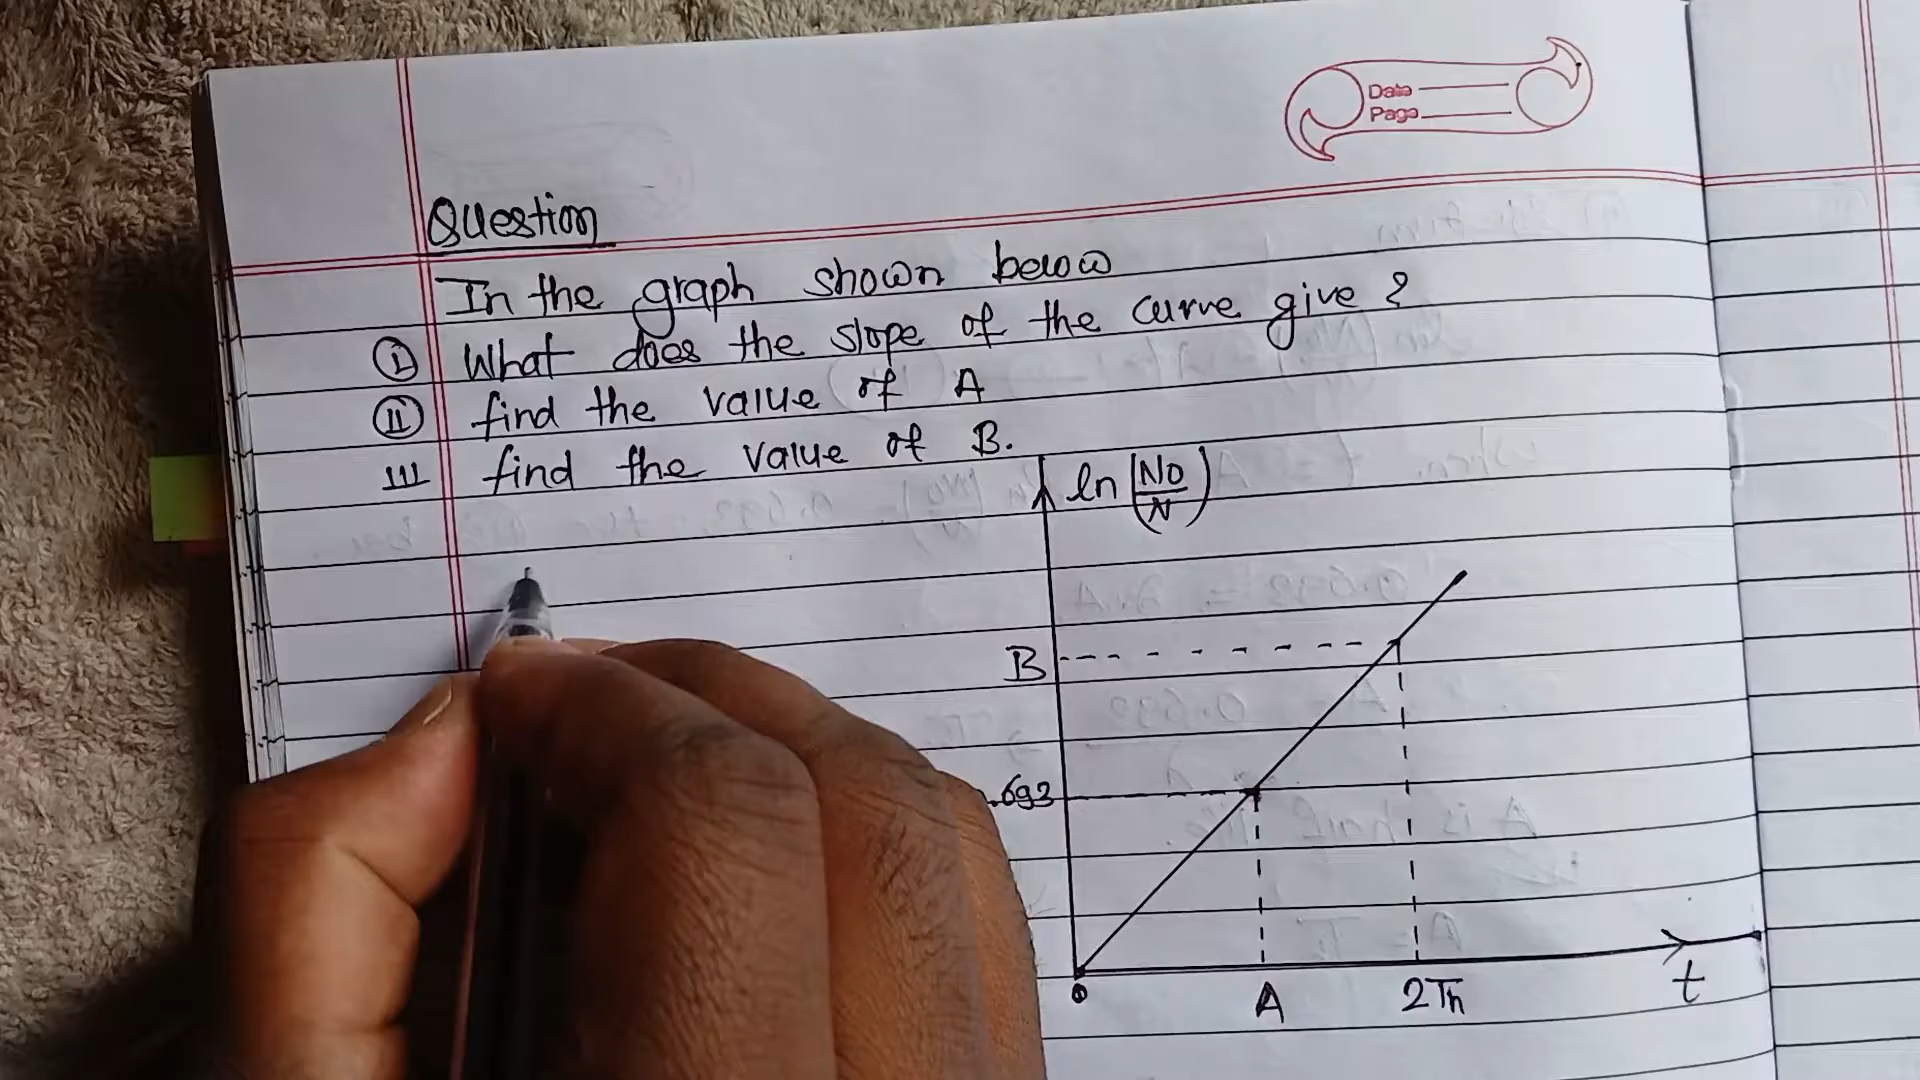 Date
Page
Question
In the graph shown below
I What does the slope of the curve give ?
II find the value of A
III find the value of B.
ln (No/N)
B
.693
0 A 2Th t